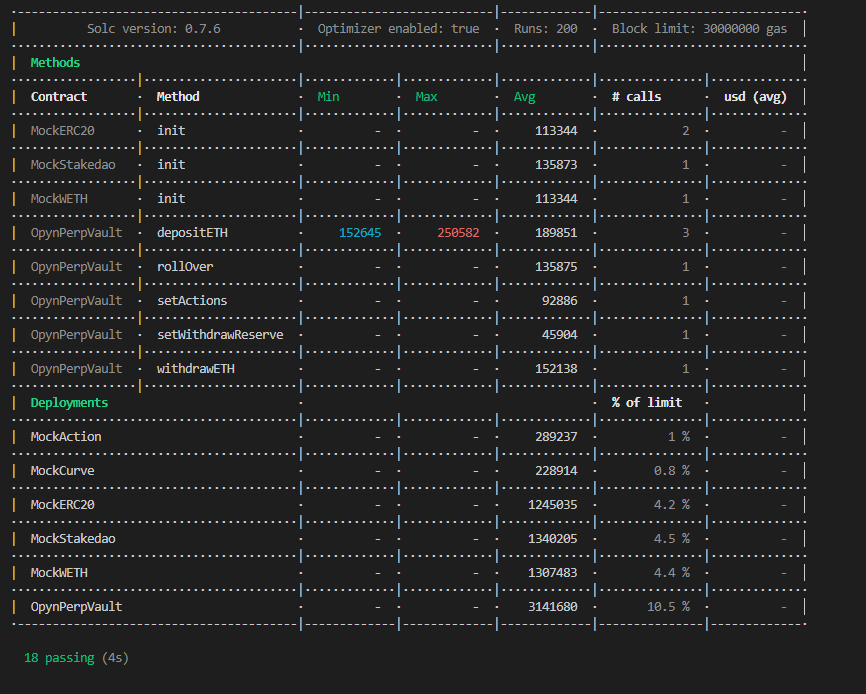 Solc version: 0.7.6 · Optimizer enabled: true · Runs: 200 · Block limit: 30000000 gas
Methods
Contract · Method · Min · Max · Avg · # calls · usd (avg)
MockERC20 · init · - · - · 113344 · 2 · -
MockStakedao · init · - · - · 135873 · 1 · -
MockWETH · init · - · - · 113344 · 1 · -
OpynPerpVault · depositETH · 152645 · 250582 · 189851 · 3 · -
OpynPerpVault · rollOver · - · - · 135875 · 1 · -
OpynPerpVault · setActions · - · - · 92886 · 1 · -
OpynPerpVault · setWithdrawReserve · - · - · 45904 · 1 · -
OpynPerpVault · withdrawETH · - · - · 152138 · 1 · -
Deployments · · % of limit ·
MockAction · - · - · 289237 · 1 % · -
MockCurve · - · - · 228914 · 0.8 % · -
MockERC20 · - · - · 1245035 · 4.2 % · -
MockStakedao · - · - · 1340205 · 4.5 % · -
MockWETH · - · - · 1307483 · 4.4 % · -
OpynPerpVault · - · - · 3141680 · 10.5 % · -
18 passing (4s)